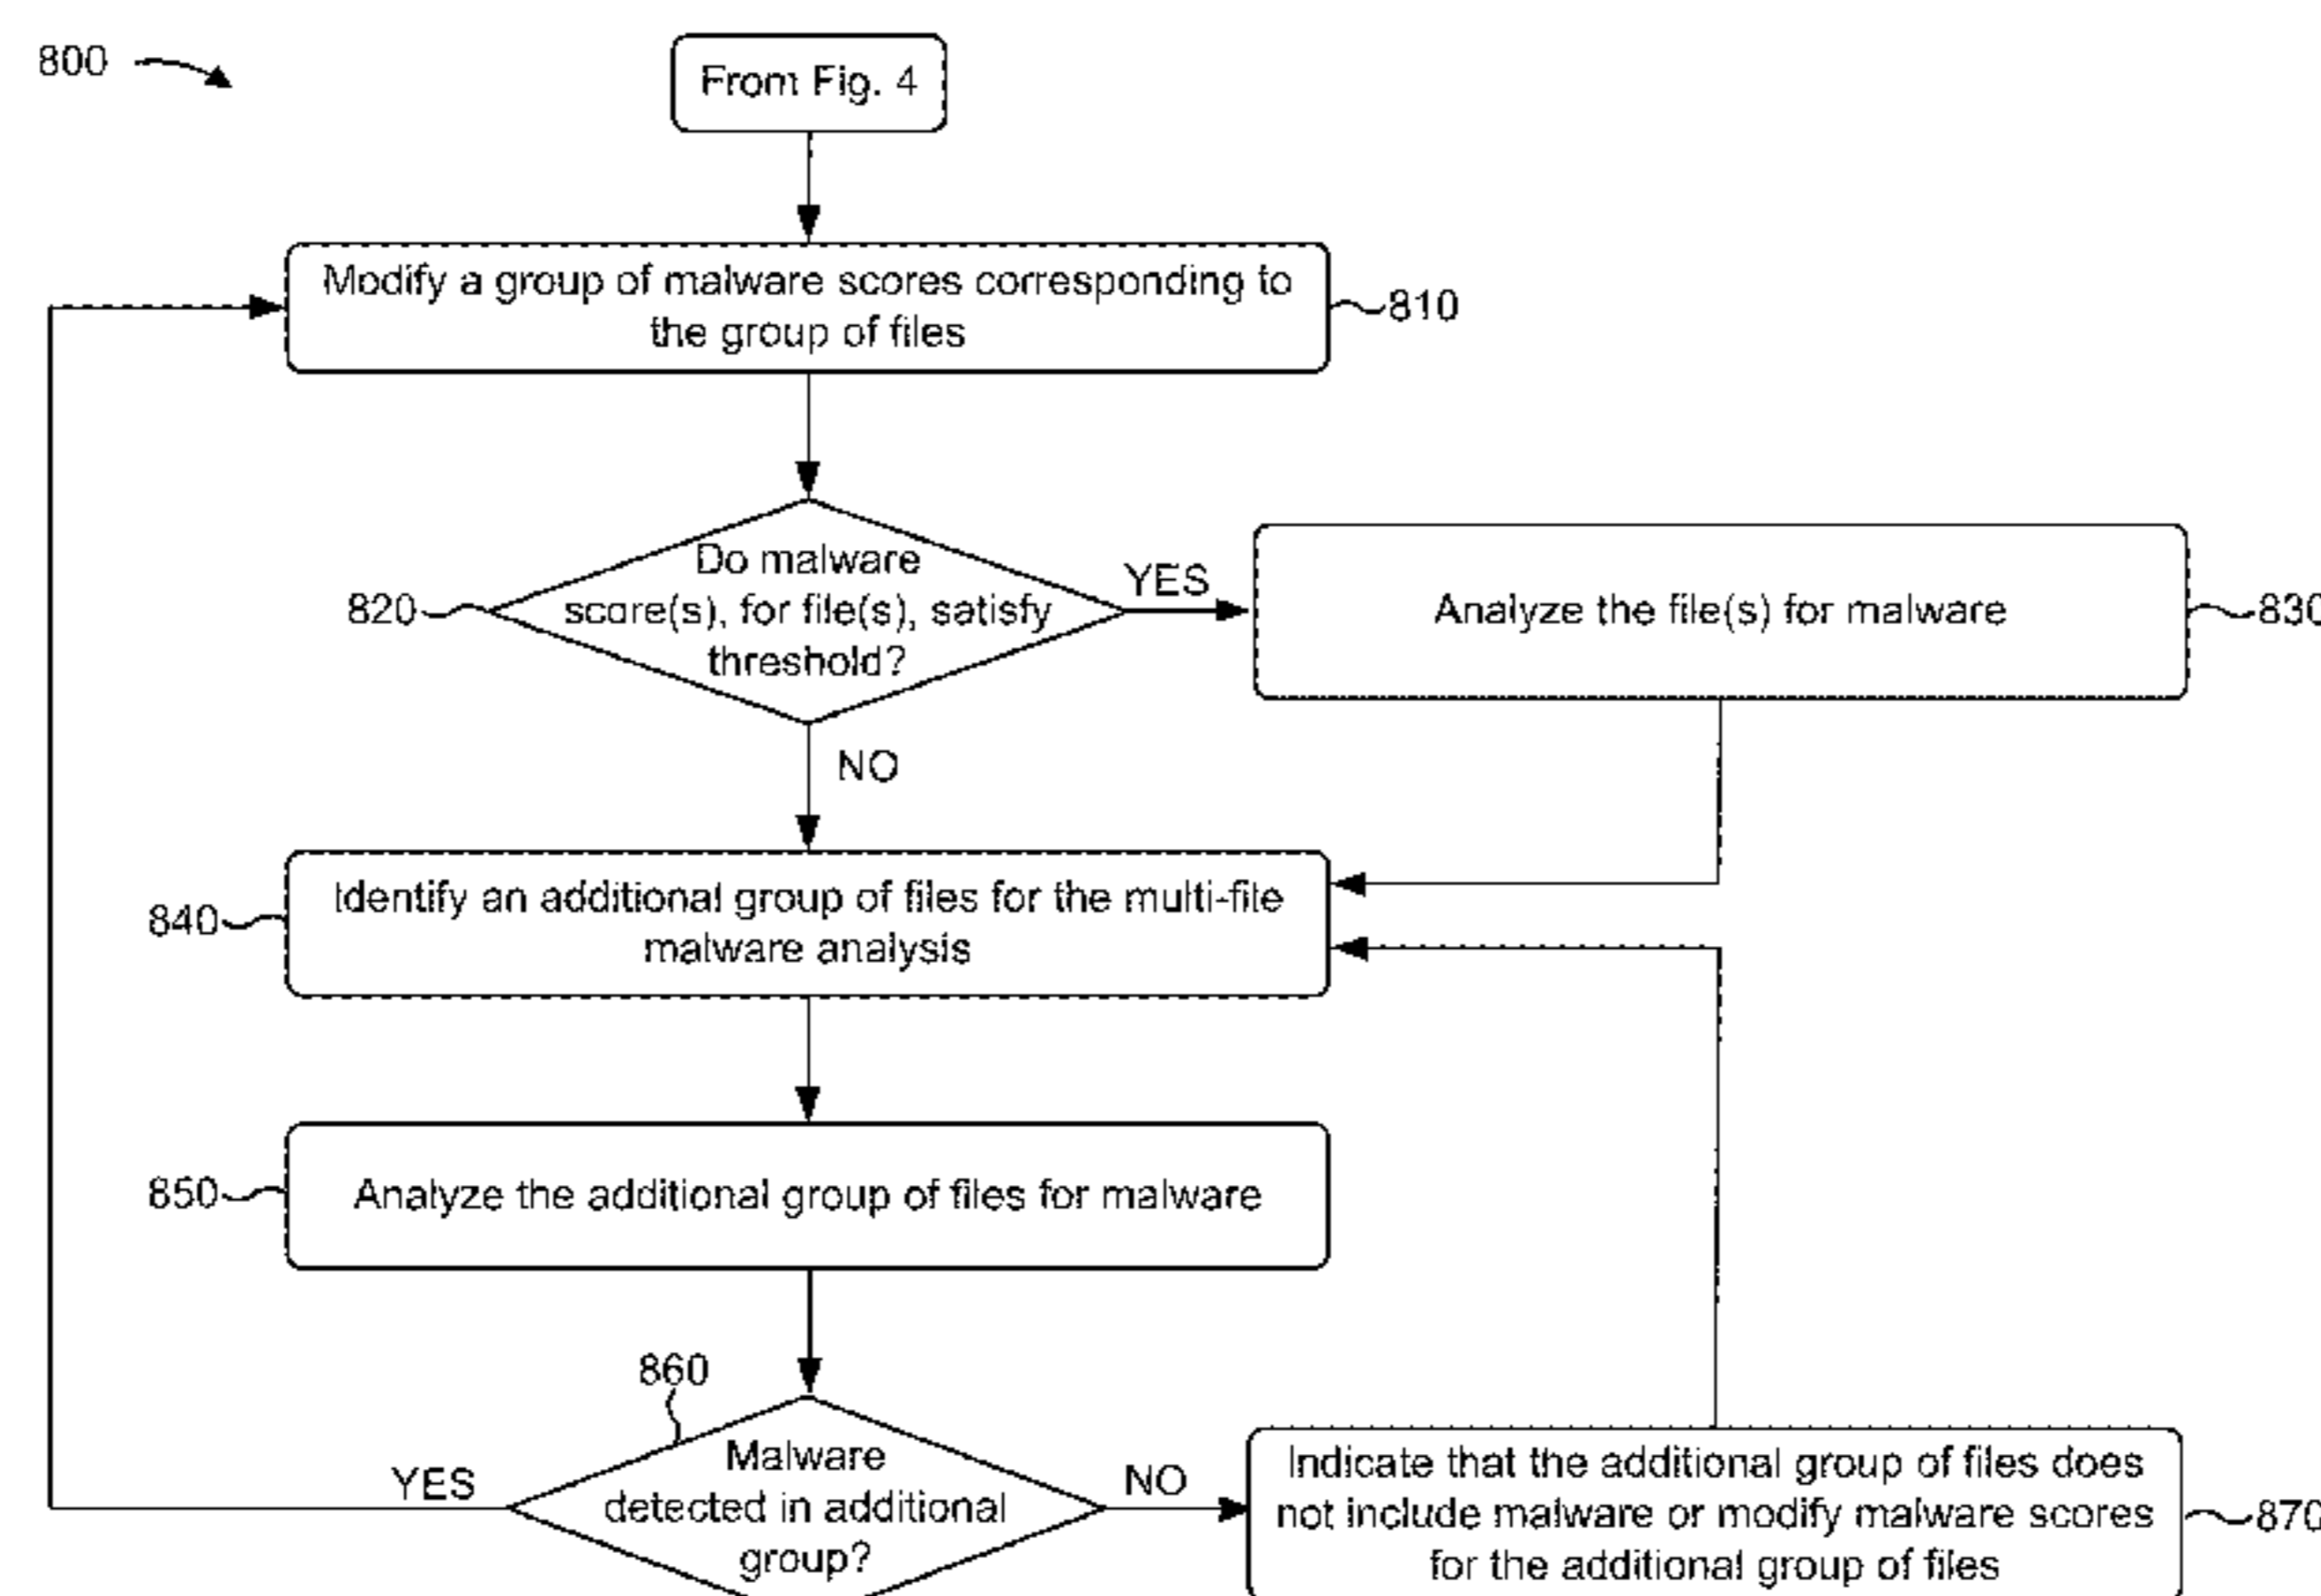 800
From Fig. 4
Modify a group of malware scores corresponding to
the group of files
810
Do malware
score(s), for file(s), satisfy
threshold?
820
YES
Analyze the file(s) for malware
830
NO
Identify an additional group of files for the multi-file
malware analysis
840
Analyze the additional group of files for malware
850
860
Malware
detected in additional
group?
YES
NO
Indicate that the additional group of files does
not include malware or modify malware scores
for the additional group of files
870